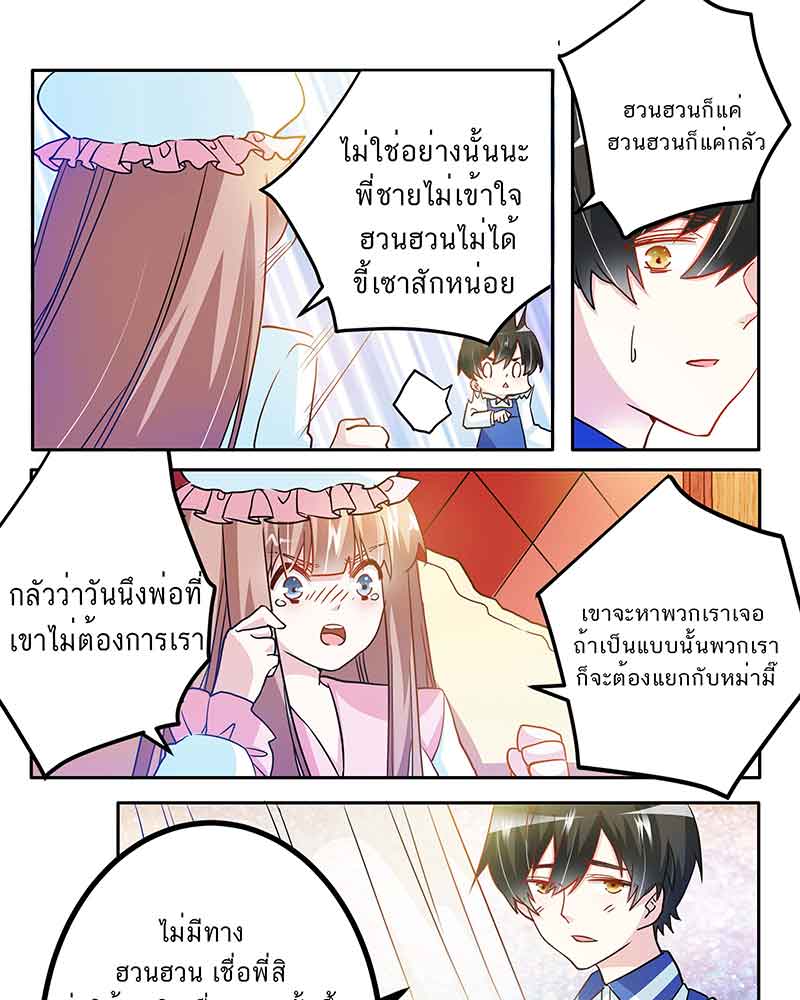 ไม่ใช่อย่างนั้นนะ
พี่ชายไม่เข้าใจ
ฮวนฮวนไม่ได้
ขี้เซาสักหน่อย
ฮวนฮวนก็แค่
ฮวนฮวนก็แค่กลัว
กลัวว่าวันนึงพ่อที่
เขาไม่ต้องการเรา
เขาจะหาพวกเราเจอ
ถ้าเป็นแบบนั้นพวกเรา
ก็จะต้องแยกกับหม่ามี๊
ไม่มีทาง
ฮวนฮวน เชื่อพี่สิ